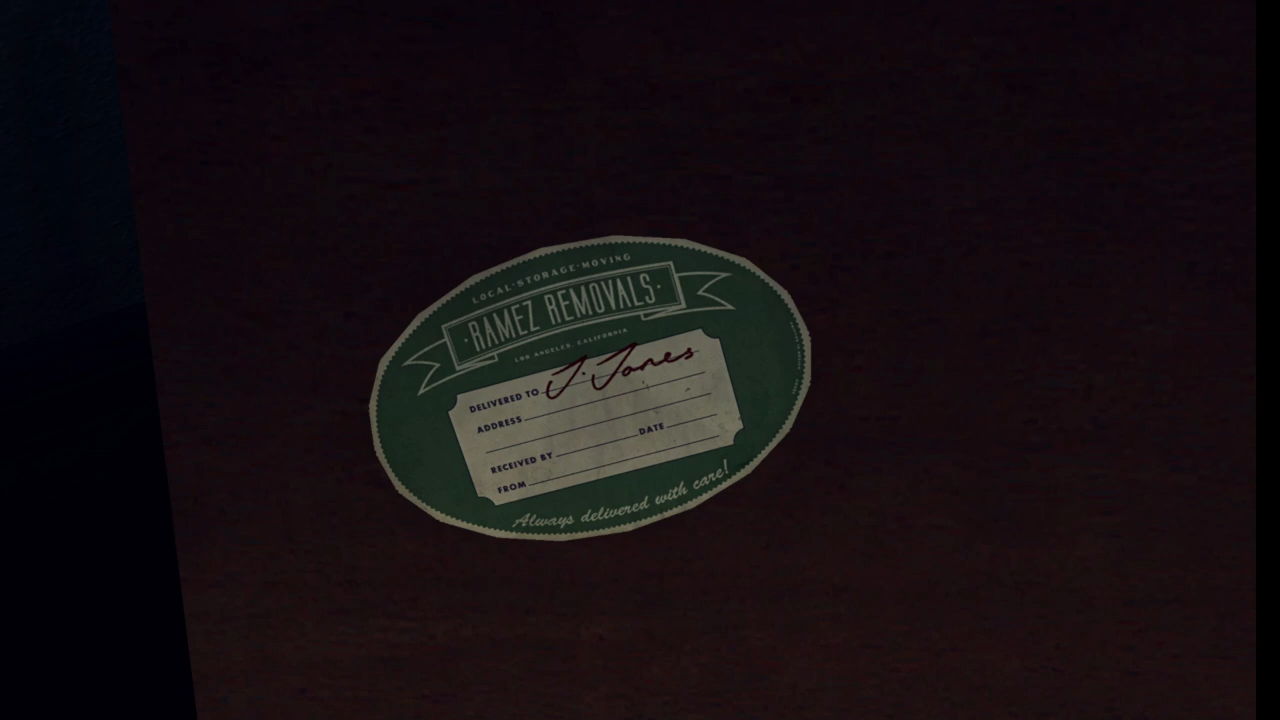 LOCAL·STORAGE·MOVING
·RAMEZ REMOVALS·
LOS ANGELES, CALIFORNIA
DELIVERED TO J. Jones
ADDRESS
RECEIVED BY DATE
FROM
Always delivered with care!